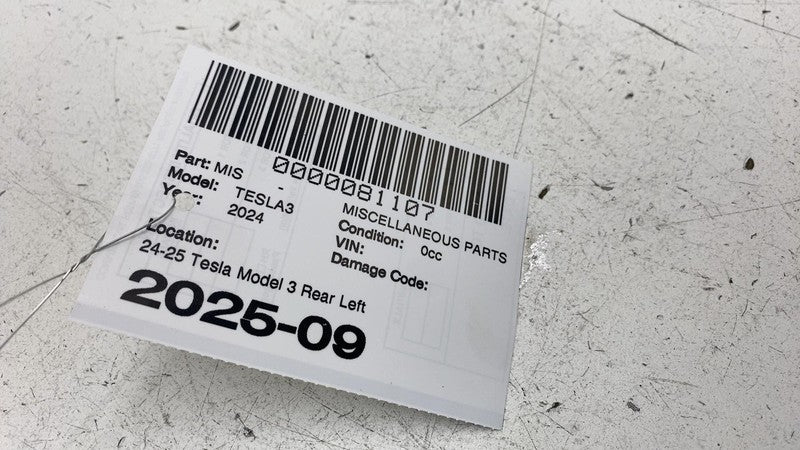 0000081107
Part: MIS - MISCELLANEOUS PARTS
Model: TESLA3 Condition: 0cc
Year: 2024 VIN:
Damage Code:
Location:
24-25 Tesla Model 3 Rear Left
2025-09